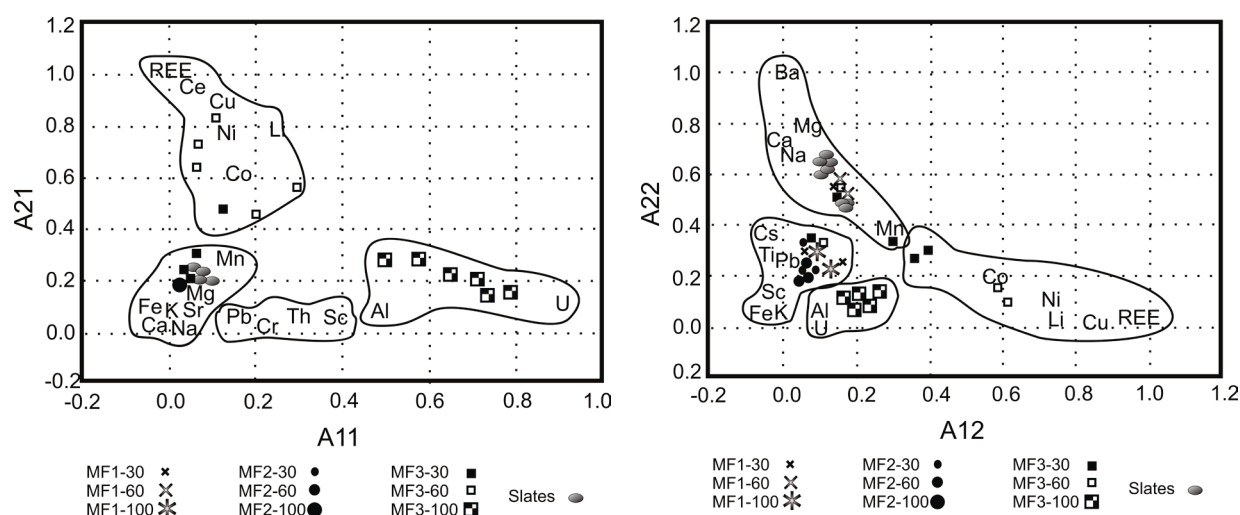 1.2
1.0
0.8
0.6
0.4
0.2
0.0
-0.2
A21
-0.2
0.0
0.2
0.4
0.6
0.8
1.0
A11
REE
Ce
Cu
Ni
Li
Co
Mn
Mg
Fe K Sr
Ca Na
Pb
Cr
Th
Sc
Al
U
MF1-30
MF1-60
MF1-100
MF2-30
MF2-60
MF2-100
MF3-30
MF3-60
MF3-100
Slates
1.2
1.0
0.8
0.6
0.4
0.2
0.0
0.2
A22
-0.2
0.0
0.2
0.4
0.6
0.8
1.0
1.2
A12
Ba
Mg
Ca
Na
Mn
Cs
Ti Pb
Sc
Fe K
Al
U
Co
Ni
Li
Cu
REE
MF1-30
MF1-60
MF1-100
MF2-30
MF2-60
MF2-100
MF3-30
MF3-60
MF3-100
Slates